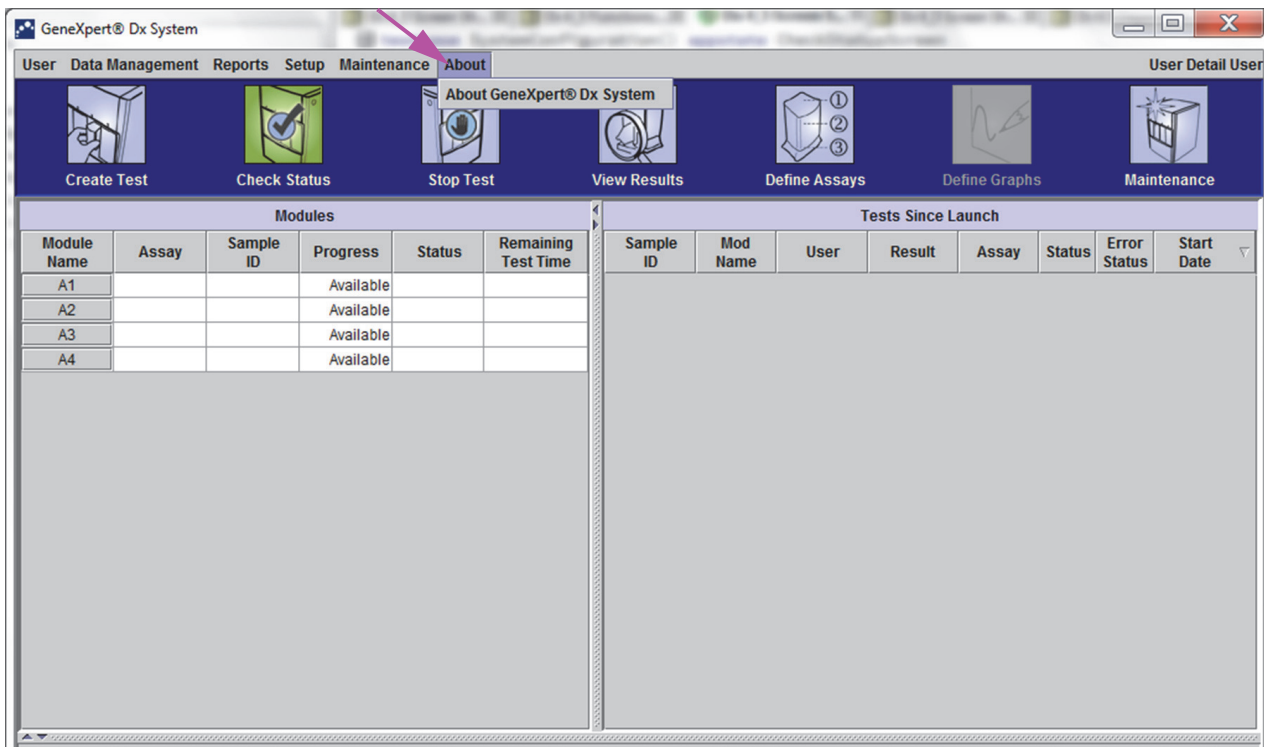 GeneXpert® Dx System
User Data Management Reports Setup Maintenance About User Detail User
About GeneXpert® Dx System
①
②
③
Create Test Check Status Stop Test View Results Define Assays Define Graphs Maintenance
Modules Tests Since Launch
Module Name Assay Sample ID Progress Status Remaining Test Time Sample ID Mod Name User Result Assay Status Error Status Start Date
A1 Available
A2 Available
A3 Available
A4 Available